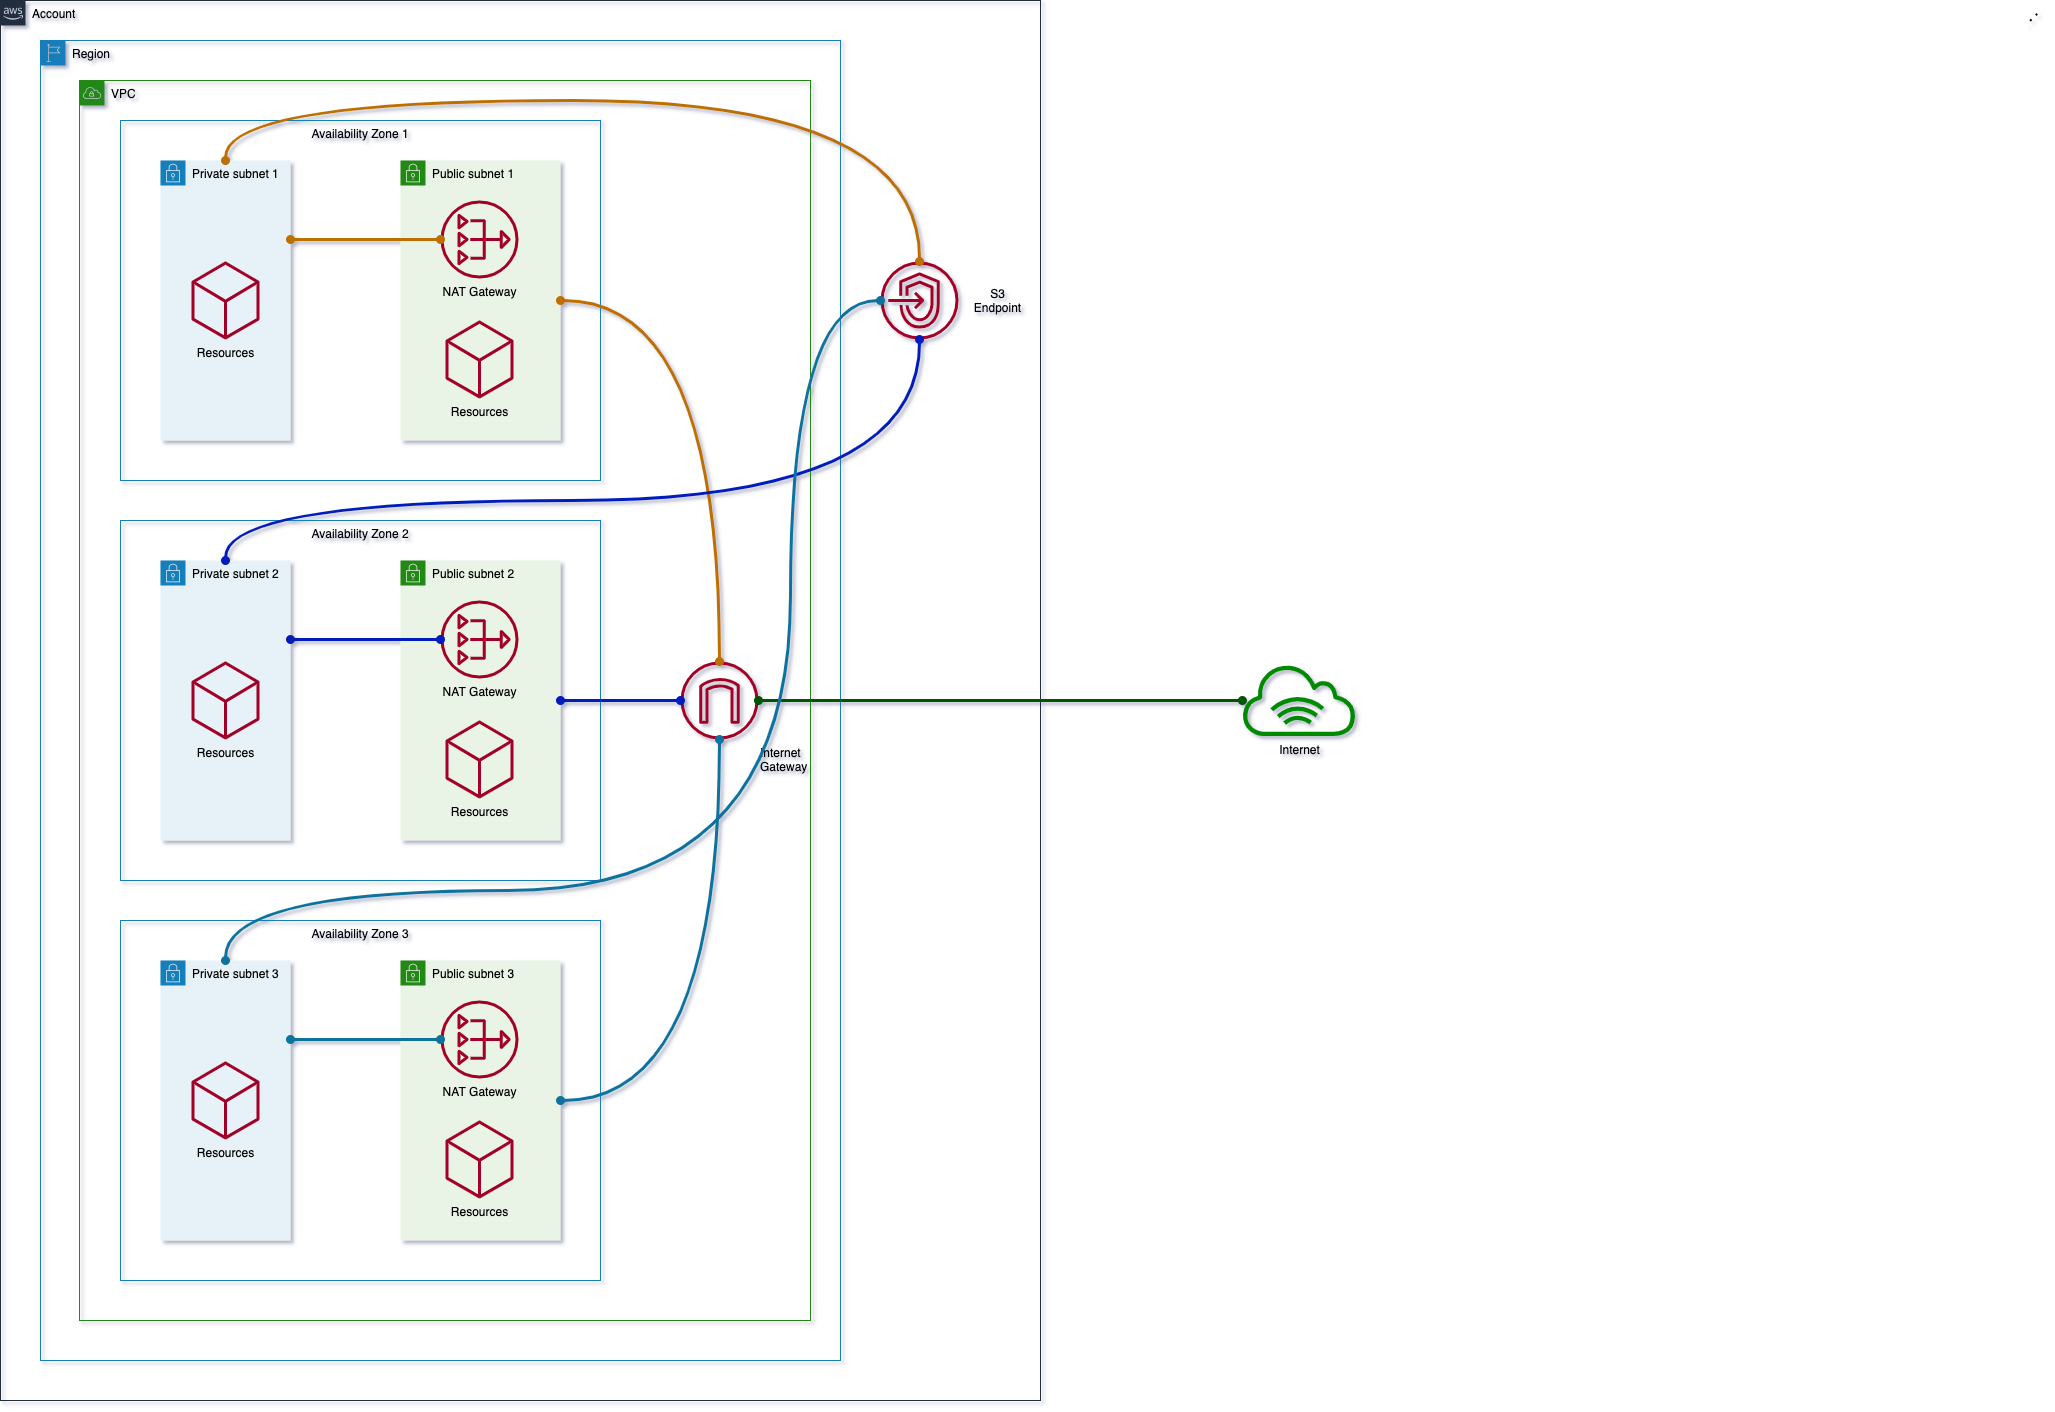 aws
Account
Region
VPC
Availability Zone 1
Private subnet 1
Public subnet 1
NAT Gateway
Resources
Resources
S3
Endpoint
Availability Zone 2
Private subnet 2
Public subnet 2
NAT Gateway
Resources
Resources
Internet
Gateway
Internet
Availability Zone 3
Private subnet 3
Public subnet 3
NAT Gateway
Resources
Resources